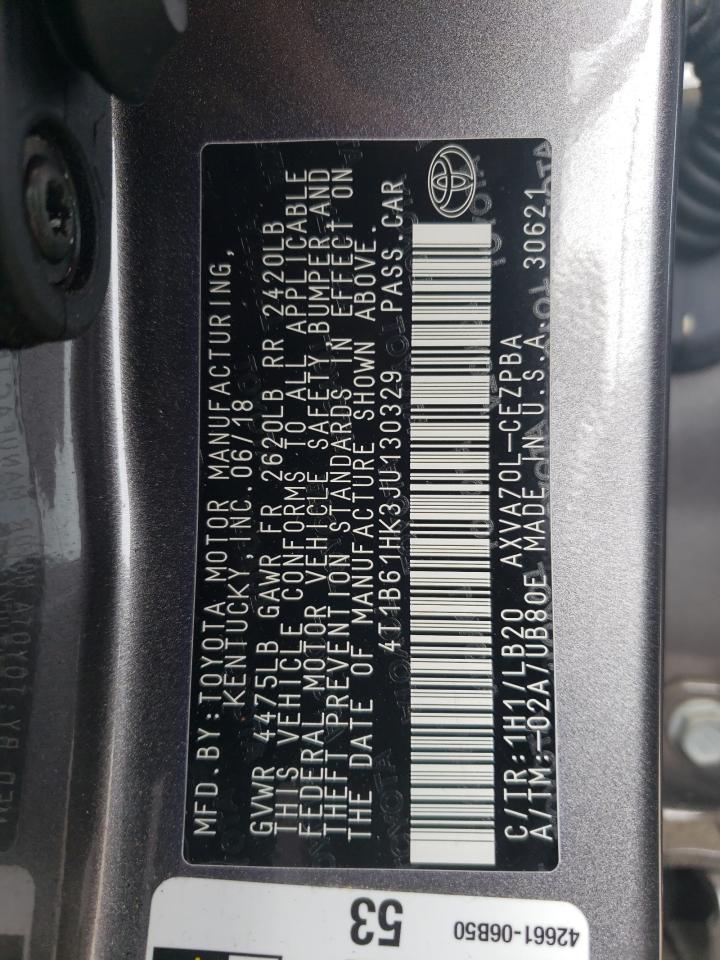 MFD.BY:TOYOTA MOTOR MANUFACTURING,
KENTUCKY,INC.06/18
GVWR 4475LB GAWR FR 2620LB RR 2420LB
THIS VEHICLE CONFORMS TO ALL APPLICABLE
FEDERAL MOTOR VEHICLE SAFETY,BUMPER,AND
THEFT PREVENTION STANDARDS IN EFFECT ON
THE DATE OF MANUFACTURE SHOWN ABOVE.
4T1B61HK3JU130329 PASS.CAR
C/TR:1H1/LB20 AXVA70L-CEZPBA
A/TM:-02A/UB80E MADE IN U.S.A. 30621
53
42661-06B50